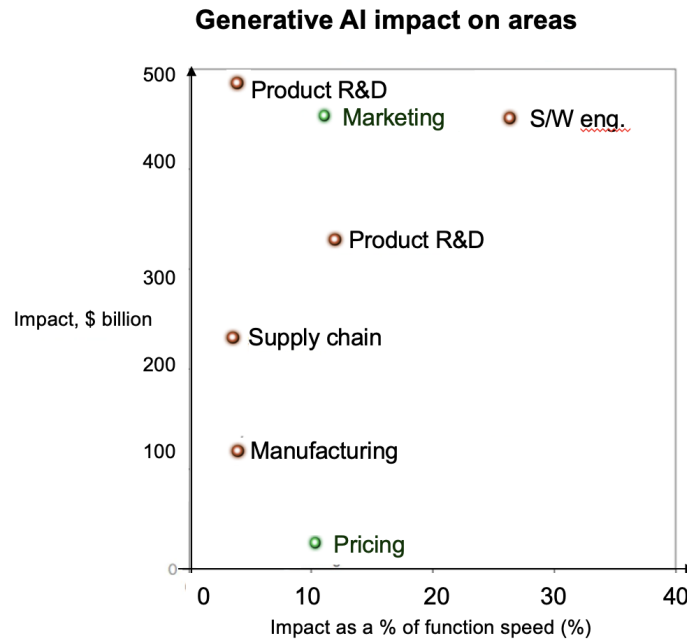 Generative AI impact on areas
500
Product R&D
Marketing
S/W eng.
400
Product R&D
300
Impact, $ billion
Supply chain
200
100
Manufacturing
Pricing
0
0 10 20 30 40
Impact as a % of function speed (%)